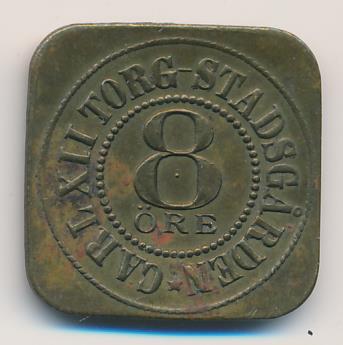 CARL XII TORG-STADSGÅRDEN
8
ÖRE